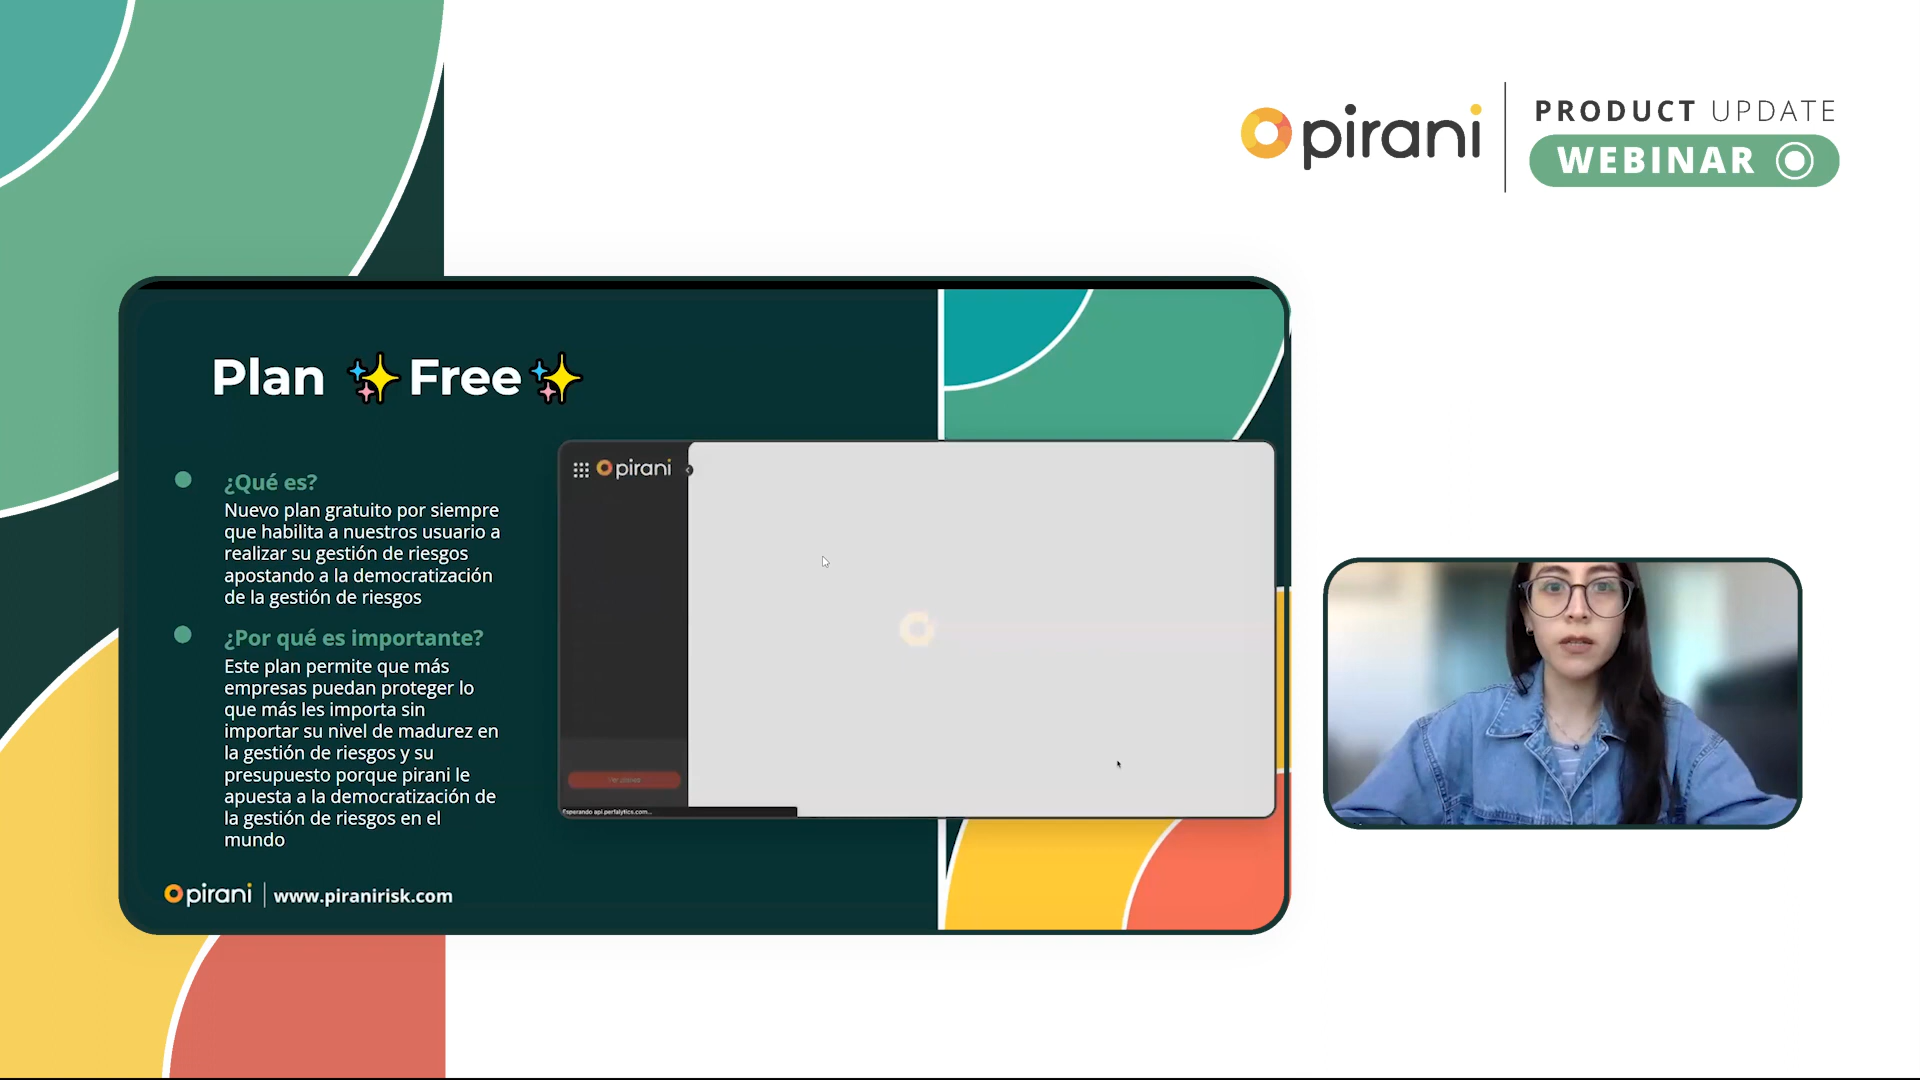 pirani
PRODUCT UPDATE
WEBINAR
Plan ✨Free✨
¿Qué es?
Nuevo plan gratuito por siempre
que habilita a nuestros usuario a
realizar su gestión de riesgos
apostando a la democratización
de la gestión de riesgos
¿Por qué es importante?
Este plan permite que más
empresas puedan proteger lo
que más les importa sin
importar su nivel de madurez en
la gestión de riesgos y su
presupuesto porque pirani le
apuesta a la democratización de
la gestión de riesgos en el
mundo
pirani
Esperando api.perfalytics.com...
pirani | www.piranirisk.com